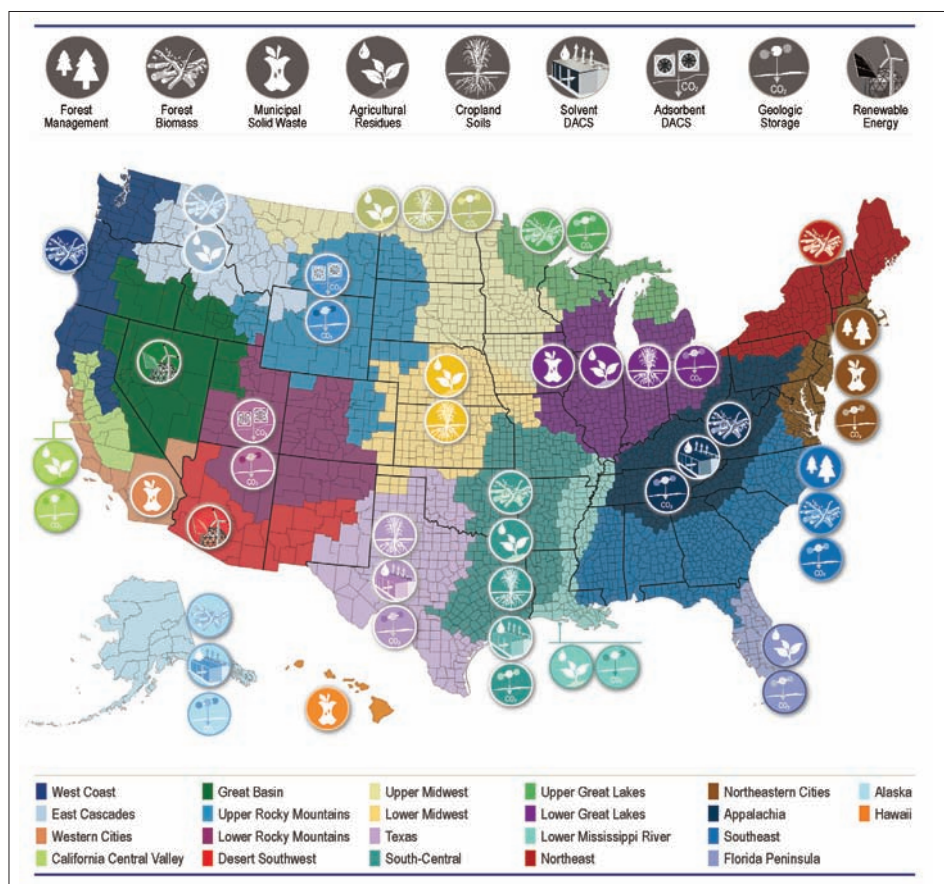 Forest
Management
Forest
Biomass
Municipal
Solid Waste
Agricultural
Residues
Cropland
Soils
Solvent
DACS
Adsorbent
DACS
Geologic
Storage
Renewable
Energy
CO₂
CO₂
West Coast
East Cascades
Western Cities
California Central Valley
Great Basin
Upper Rocky Mountains
Lower Rocky Mountains
Desert Southwest
Upper Midwest
Lower Midwest
Texas
South-Central
Upper Great Lakes
Lower Great Lakes
Lower Mississippi River
Northeast
Northeastern Cities
Appalachia
Southeast
Florida Peninsula
Alaska
Hawaii